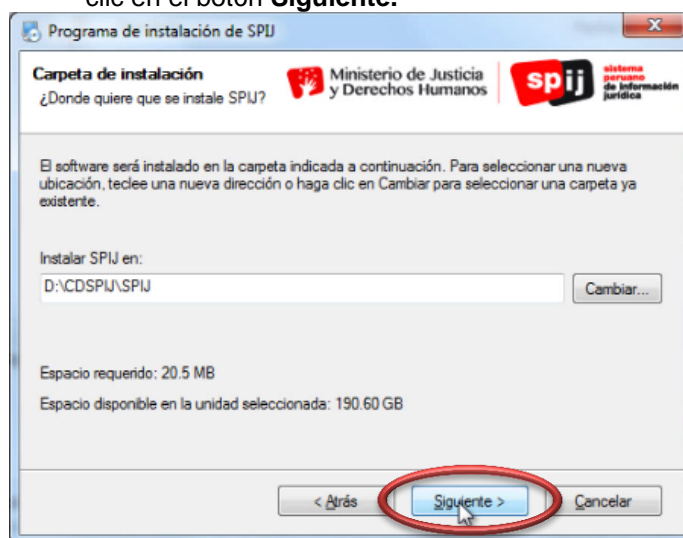 clic en el botón Siguiente.
Programa de instalación de SPIJ
Carpeta de instalación
¿Donde quiere que se instale SPIJ?
Ministerio de Justicia
y Derechos Humanos
spij
sistema
peruano
de información
jurídica
El software será instalado en la carpeta indicada a continuación. Para seleccionar una nueva
ubicación, teclee una nueva dirección o haga clic en Cambiar para seleccionar una carpeta ya
existente.
Instalar SPIJ en:
D:\CDSPIJ\SPIJ
Cambiar...
Espacio requerido: 20.5 MB
Espacio disponible en la unidad seleccionada: 190.60 GB
< Atrás
Siguiente >
Cancelar